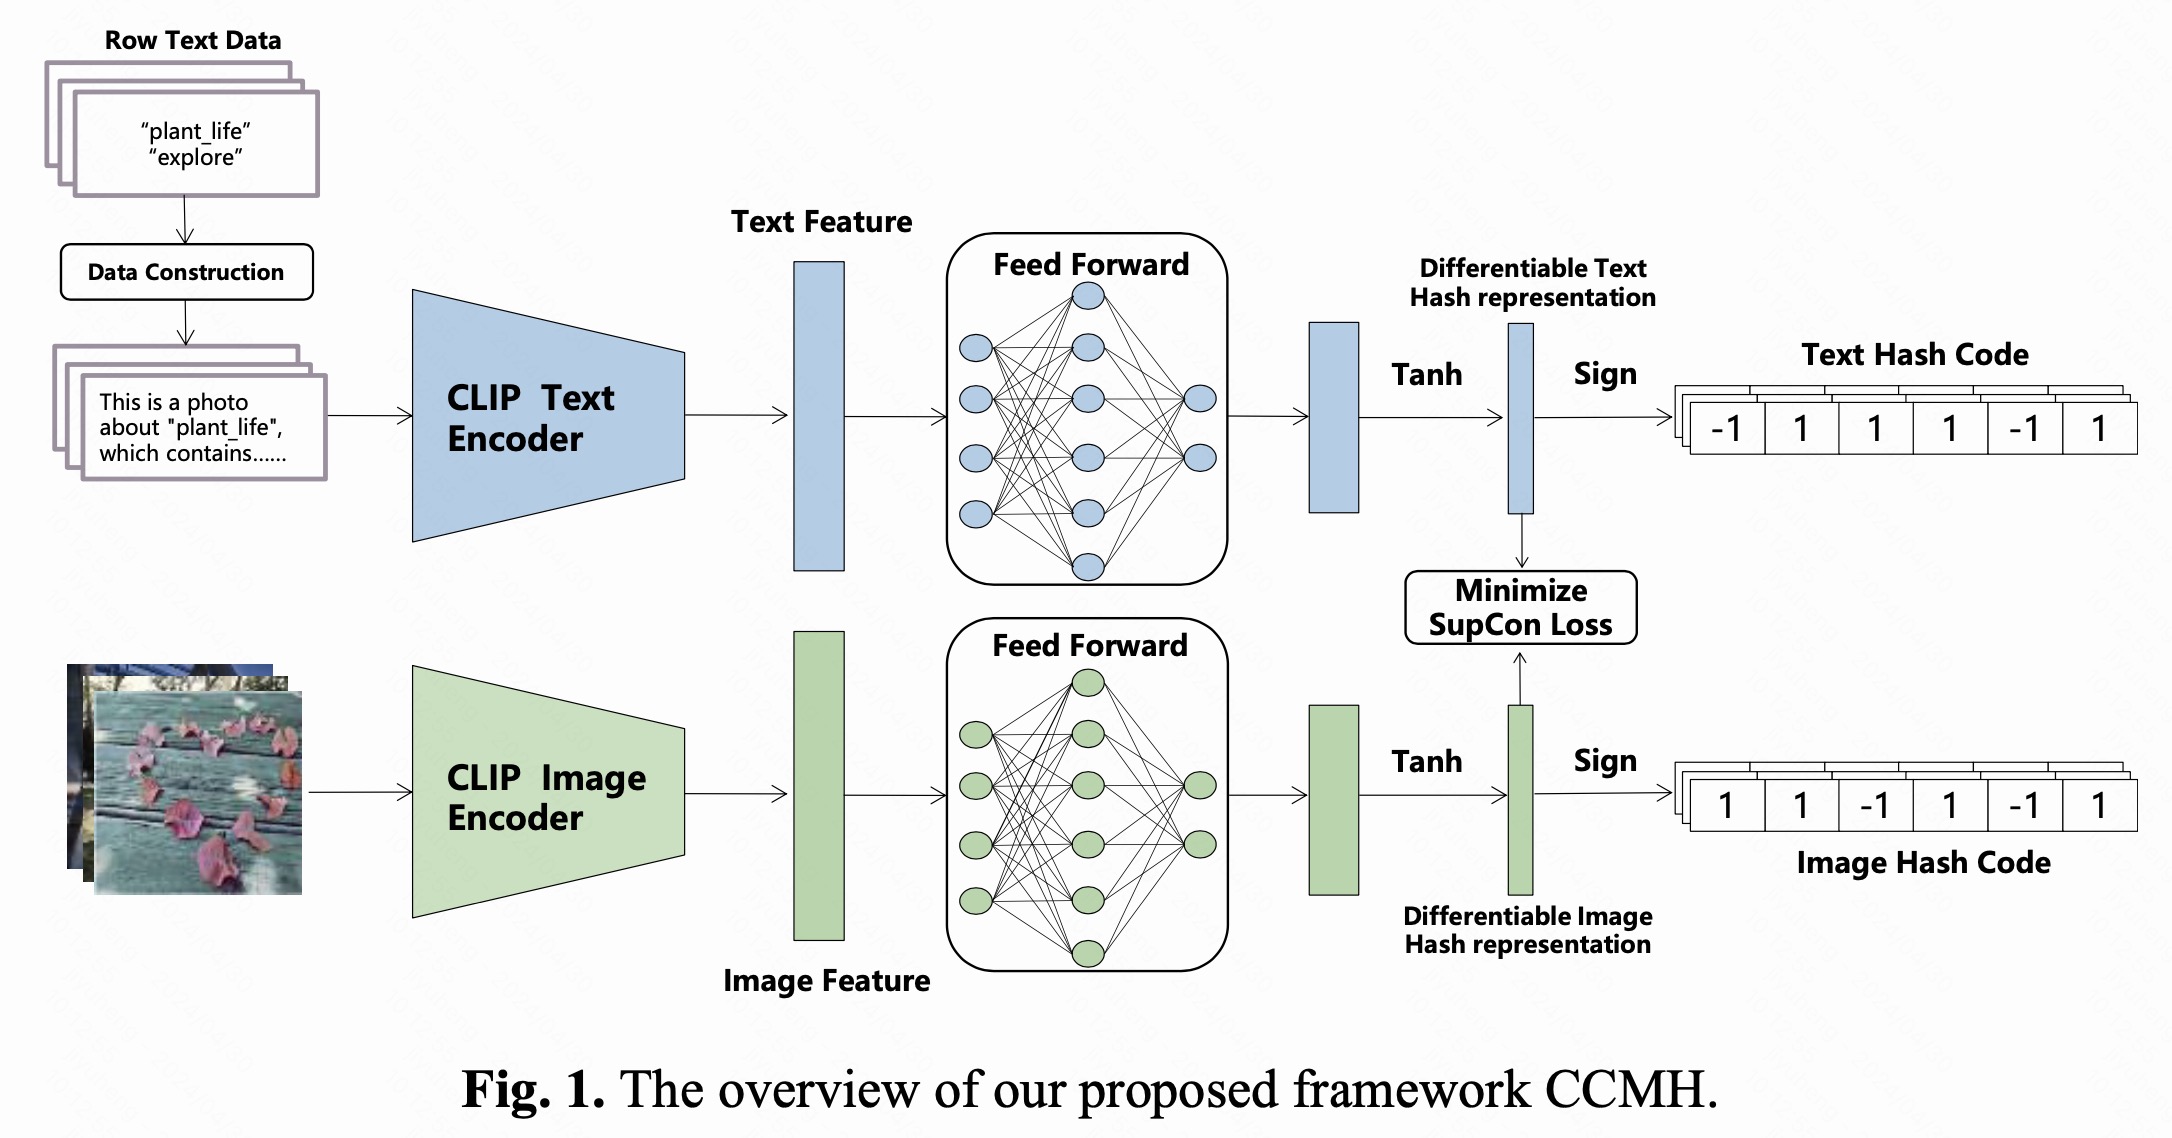 Row Text Data
“plant_life”
“explore”
Data Construction
This is a photo
about "plant_life",
which contains......
CLIP Text
Encoder
Text Feature
Feed Forward
Tanh
Differentiable Text
Hash representation
Sign
Text Hash Code
-1 1 1 1 -1 1
Minimize
SupCon Loss
CLIP Image
Encoder
Image Feature
Feed Forward
Tanh
Differentiable Image
Hash representation
Sign
1 1 -1 1 -1 1
Image Hash Code
Fig. 1. The overview of our proposed framework CCMH.